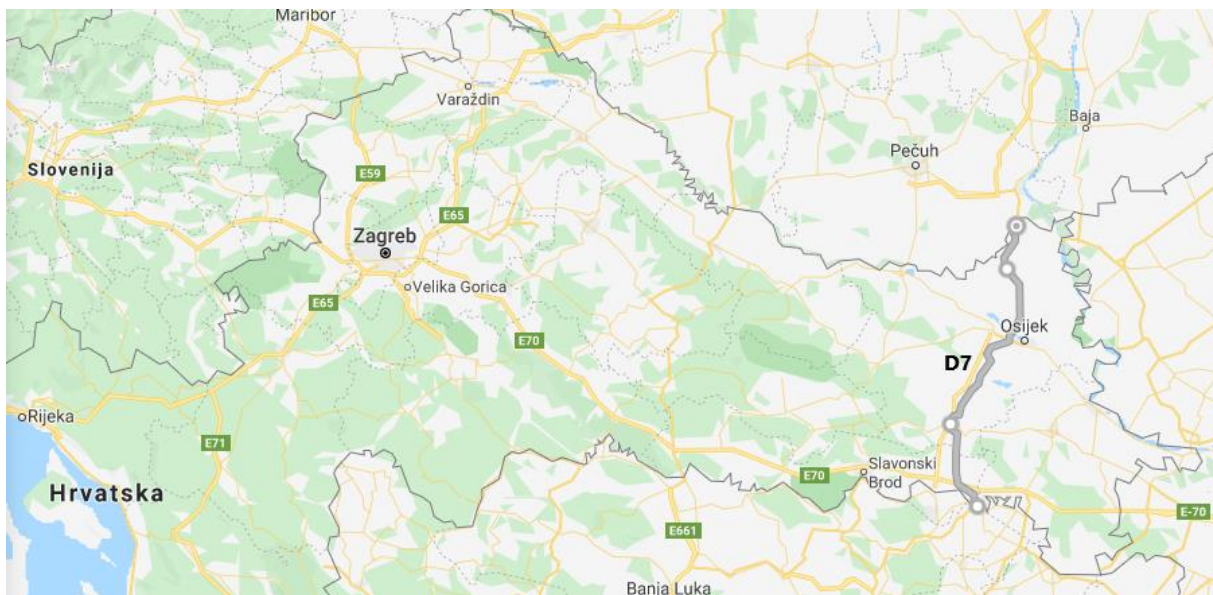 Maribor
Varaždin
Baja
Pečuh
Slovenija
E59
E65
Zagreb
Velika Gorica
E65
E70
Osijek
D7
Rijeka
E71
E70
Slavonski
Brod
Hrvatska
E-70
E661
Banja Luka